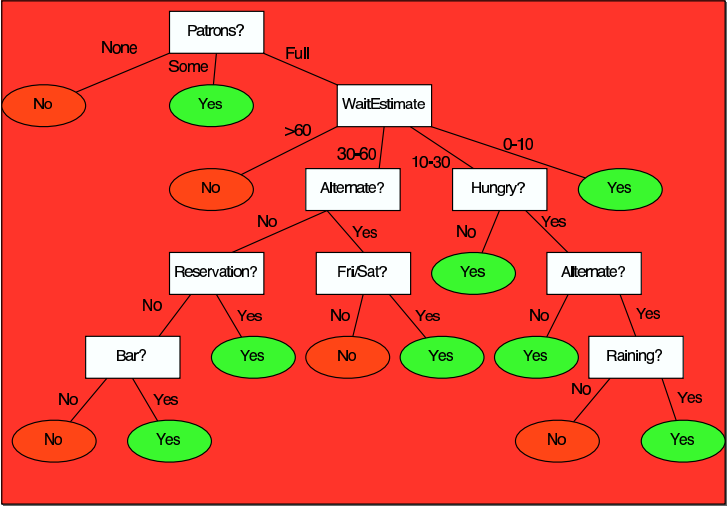 Patrons?
None
Some
Full
No
Yes
WaitEstimate
>60
30-60
10-30
0-10
No
Alternate?
Hungry?
Yes
No
Yes
No
Yes
Reservation?
Fri/Sat?
Yes
Allternate?
No
Yes
No
Yes
No
Yes
Bar?
Yes
No
Yes
Yes
Raining?
No
Yes
No
Yes
No
Yes
No
Yes